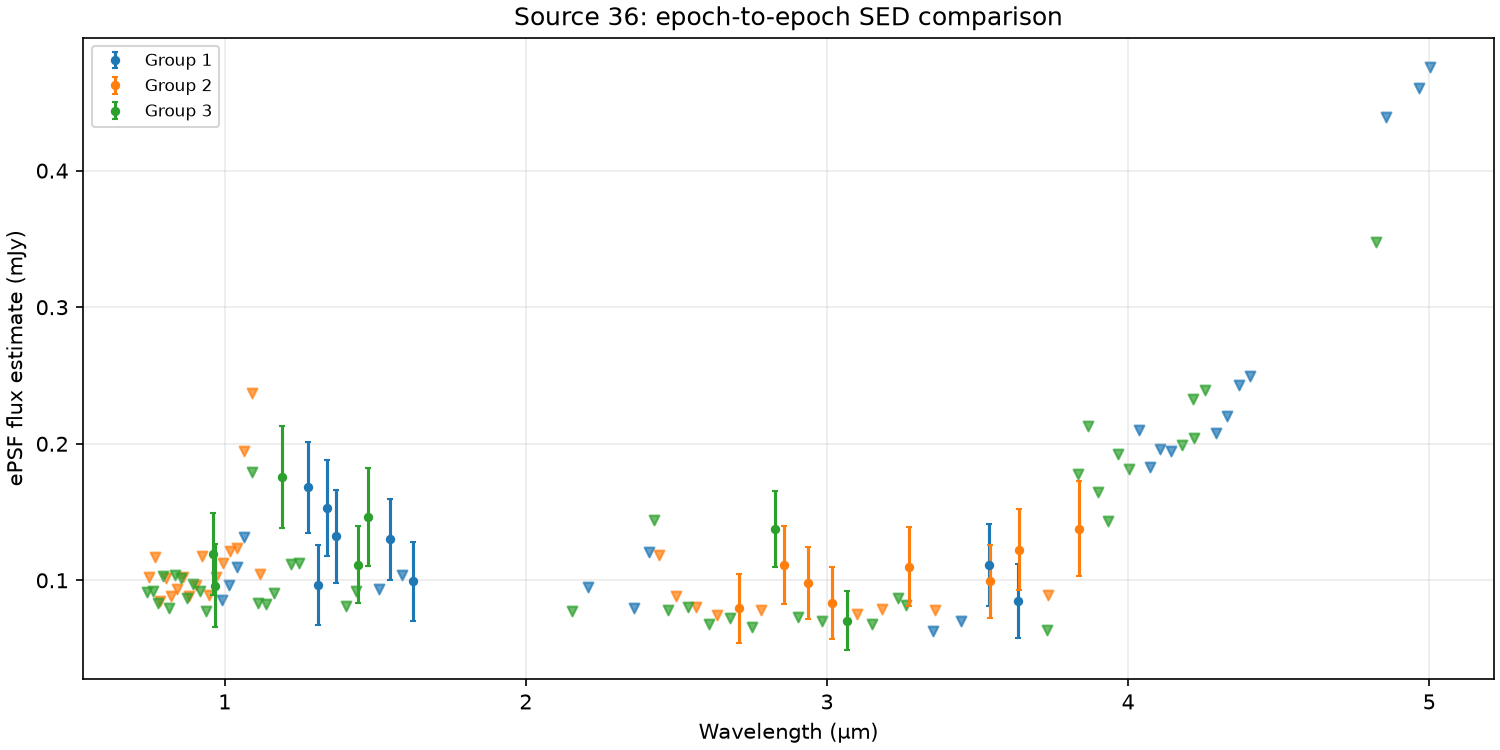 Source 36: epoch-to-epoch SED comparison
Group 1
Group 2
Group 3
ePSF flux estimate (mJy)
0.4
0.3
0.2
0.1
1 2 3 4 5
Wavelength (μm)